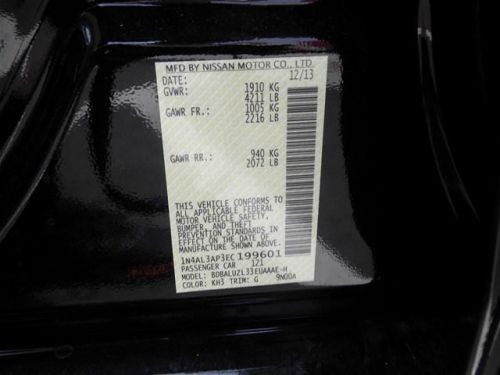 MFD BY NISSAN MOTOR CO., LTD.
DATE: 12/13
GVWR: 1910 KG
4211 LB
GAWR FR.: 1005 KG
2216 LB
GAWR RR.: 940 KG
2072 LB
THIS VEHICLE CONFORMS TO
ALL APPLICABLE FEDERAL
MOTOR VEHICLE SAFETY,
BUMPER, AND THEFT
PREVENTION STANDARDS IN
EFFECT ON THE DATE OF
MANUFACTURE SHOWN ABOVE.
1N4AL3AP3EC199601
PASSENGER CAR 121
MODEL: BDBALUZL33EUAAAE-H
COLOR: KH3 TRIM: G 9N00A